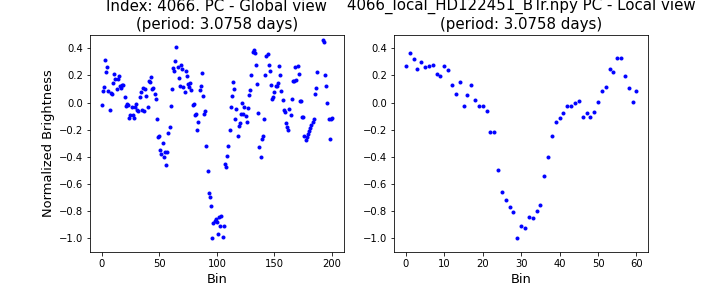 Index: 4066. PC - Global view
(period: 3.0758 days)
4066_local_HD122451_BTr.npy PC - Local view
(period: 3.0758 days)
Normalized Brightness
0.4
0.2
0.0
−0.2
−0.4
−0.6
−0.8
−1.0
0 50 100 150 200
Bin
0.4
0.2
0.0
−0.2
−0.4
−0.6
−0.8
−1.0
0 10 20 30 40 50 60
Bin